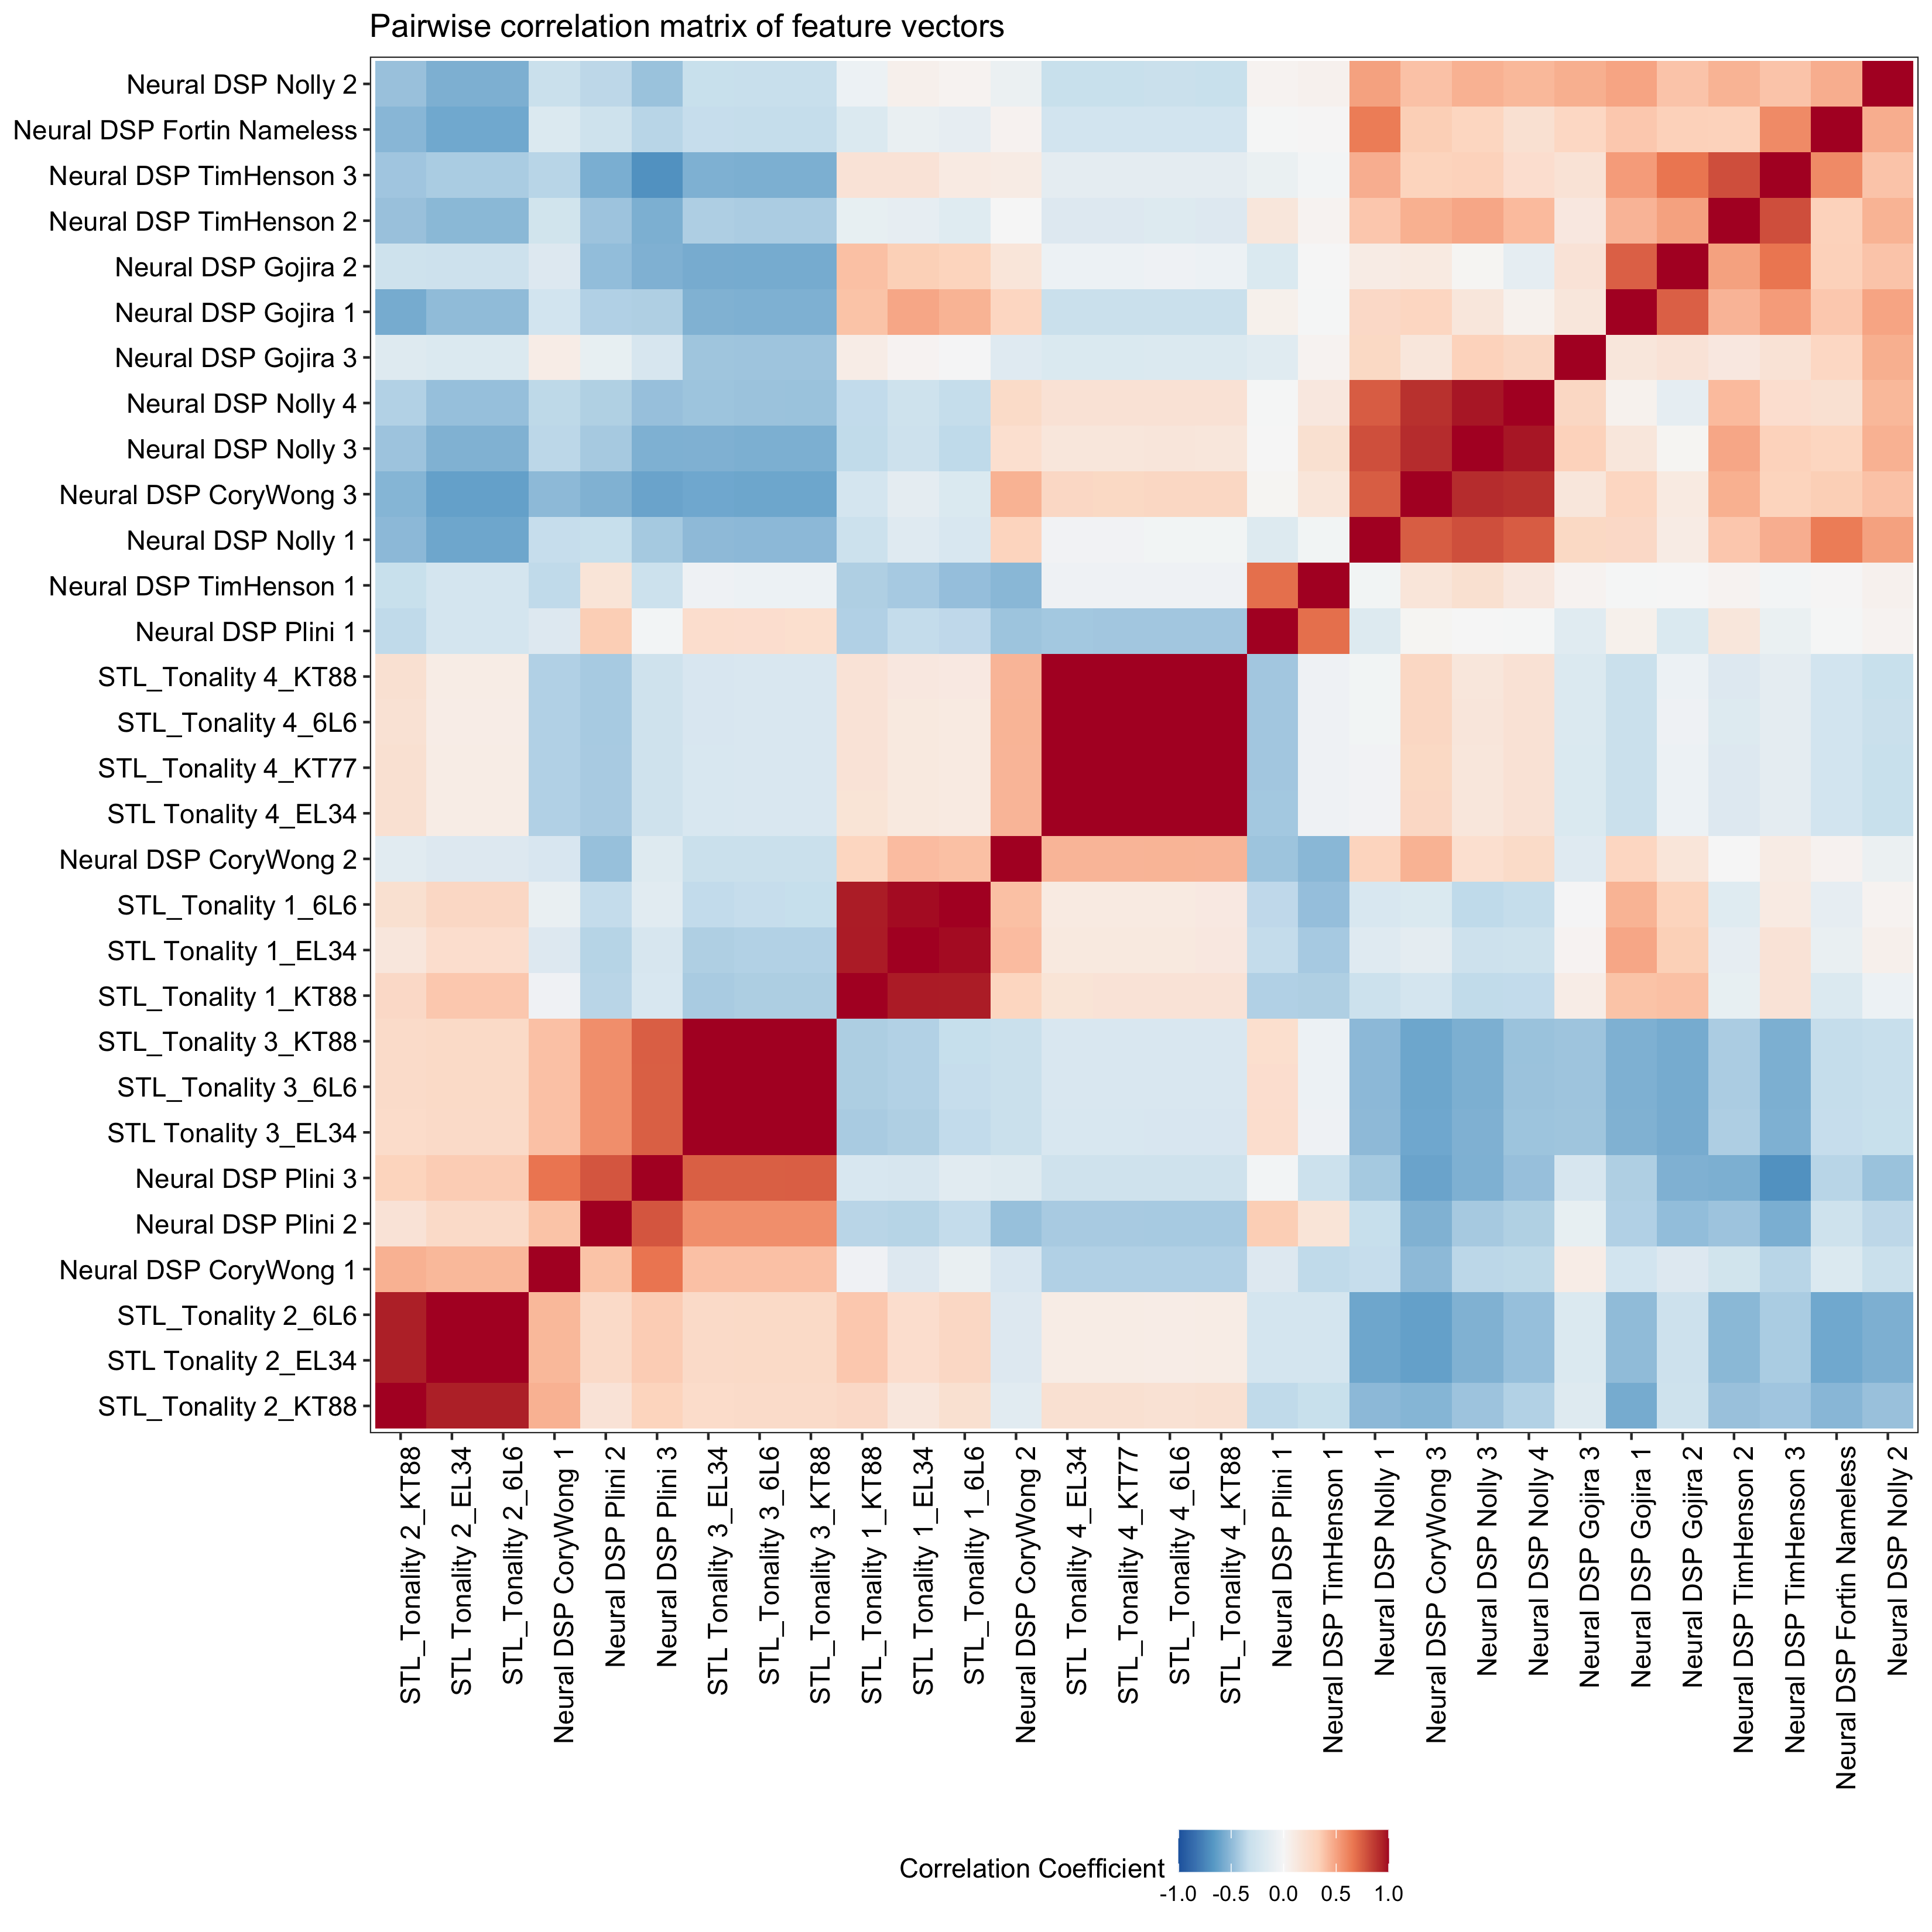 Pairwise correlation matrix of feature vectors
Neural DSP Nolly 2
Neural DSP Fortin Nameless
Neural DSP TimHenson 3
Neural DSP TimHenson 2
Neural DSP Gojira 2
Neural DSP Gojira 1
Neural DSP Gojira 3
Neural DSP Nolly 4
Neural DSP Nolly 3
Neural DSP CoryWong 3
Neural DSP Nolly 1
Neural DSP TimHenson 1
Neural DSP Plini 1
STL_Tonality 4_KT88
STL_Tonality 4_6L6
STL_Tonality 4_KT77
STL Tonality 4_EL34
Neural DSP CoryWong 2
STL_Tonality 1_6L6
STL Tonality 1_EL34
STL_Tonality 1_KT88
STL_Tonality 3_KT88
STL_Tonality 3_6L6
STL Tonality 3_EL34
Neural DSP Plini 3
Neural DSP Plini 2
Neural DSP CoryWong 1
STL_Tonality 2_6L6
STL Tonality 2_EL34
STL_Tonality 2_KT88
STL_Tonality 2_KT88
STL Tonality 2_EL34
STL_Tonality 2_6L6
Neural DSP CoryWong 1
Neural DSP Plini 2
Neural DSP Plini 3
STL Tonality 3_EL34
STL_Tonality 3_6L6
STL_Tonality 3_KT88
STL_Tonality 1_KT88
STL Tonality 1_EL34
STL_Tonality 1_6L6
Neural DSP CoryWong 2
STL Tonality 4_EL34
STL_Tonality 4_KT77
STL_Tonality 4_6L6
STL_Tonality 4_KT88
Neural DSP Plini 1
Neural DSP TimHenson 1
Neural DSP Nolly 1
Neural DSP CoryWong 3
Neural DSP Nolly 3
Neural DSP Nolly 4
Neural DSP Gojira 3
Neural DSP Gojira 1
Neural DSP Gojira 2
Neural DSP TimHenson 2
Neural DSP TimHenson 3
Neural DSP Fortin Nameless
Neural DSP Nolly 2
Correlation Coefficient
-1.0 -0.5 0.0 0.5 1.0